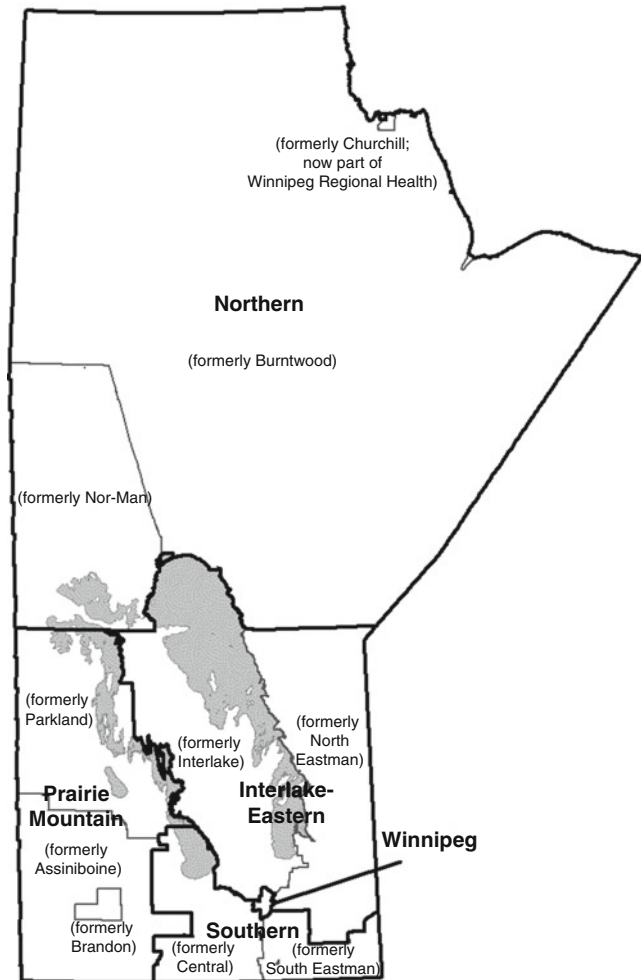 (formerly Churchill;
now part of
Winnipeg Regional Health)
Northern
(formerly Burntwood)
(formerly Nor-Man)
(formerly
Parkland)
(formerly
Interlake)
(formerly
North
Eastman)
Prairie
Mountain
Interlake-
Eastern
(formerly
Assiniboine)
Winnipeg
(formerly
Brandon)
Southern
(formerly
Central)
(formerly
South Eastman)